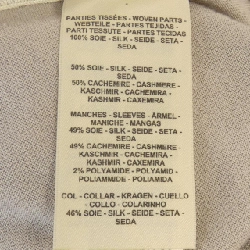 PARTIES TISSÉES - WOVEN PARTS -
WEBTEILE - PARTES TEJIDAS
PARTI TESSUTE - PARTES TECIDAS
100% SOIE - SILK - SEIDE - SETA -
SEDA
50% SOIE - SILK - SEIDE - SETA -
SEDA
50% CACHEMIRE - CASHMERE -
KASCHMIR - CACHEMIRA -
KASHMIR - CAXEMIRA
MANCHES - SLEEVES - ÄRMEL -
MANICHE - MANGAS
49% SOIE - SILK - SEIDE - SETA -
SEDA
49% CACHEMIRE - CASHMERE -
KASCHMIR - CACHEMIRA -
KASHMIR - CAXEMIRA
2% POLYAMIDE - POLYAMID -
POLIAMMIDE - POLIAMIDA
COL - COLLAR - KRAGEN - CUELLO
- COLLO - COLARINHO
46% SOIE - SILK - SEIDE - SETA -
SEDA